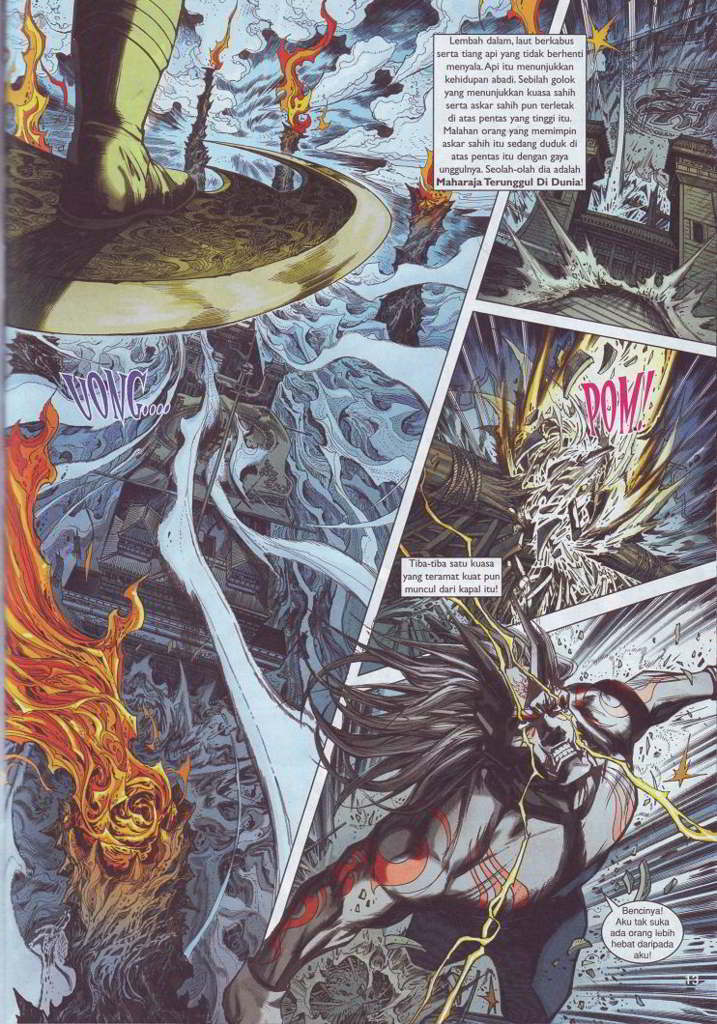 Lembah dalam, laut berkabus
serta tiang api yang tidak berhenti
menyala. Api itu menunjukkan
kehidupan abadi. Sebilah golok
yang menunjukkan kuasa sahih
serta askar sahih pun terletak
di atas pentas yang tinggi itu.
Malahan orang yang memimpin
askar sahih itu sedang duduk di
atas pentas itu dengan gaya
unggulnya. Seolah-olah dia adalah
Maharaja Terunggul Di Dunia!
UONGoooo
POM!
Tiba-tiba satu kuasa
yang teramat kuat pun
muncul dari kapal itu!
Bencinya!
Aku tak suka
ada orang lebih
hebat daripada
aku!
13